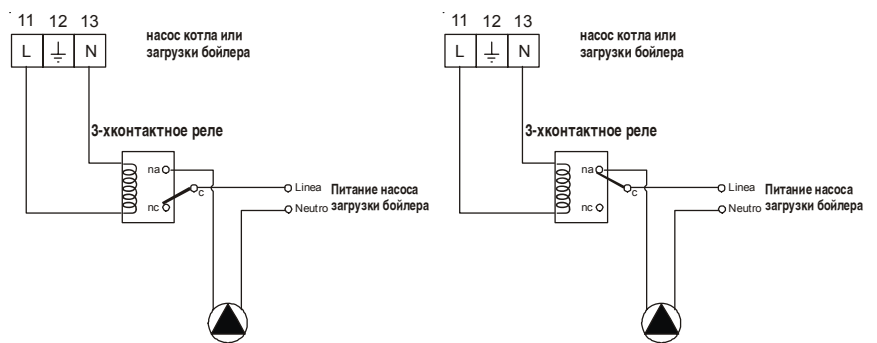 11 12 13
L N
насос котла или
загрузки бойлера
3-хконтактное реле
na
nc
c
Linea
Neutro
Питание насоса
загрузки бойлера
11 12 13
L N
насос котла или
загрузки бойлера
3-хконтактное реле
na
nc
c
Linea
Neutro
Питание насоса
загрузки бойлера